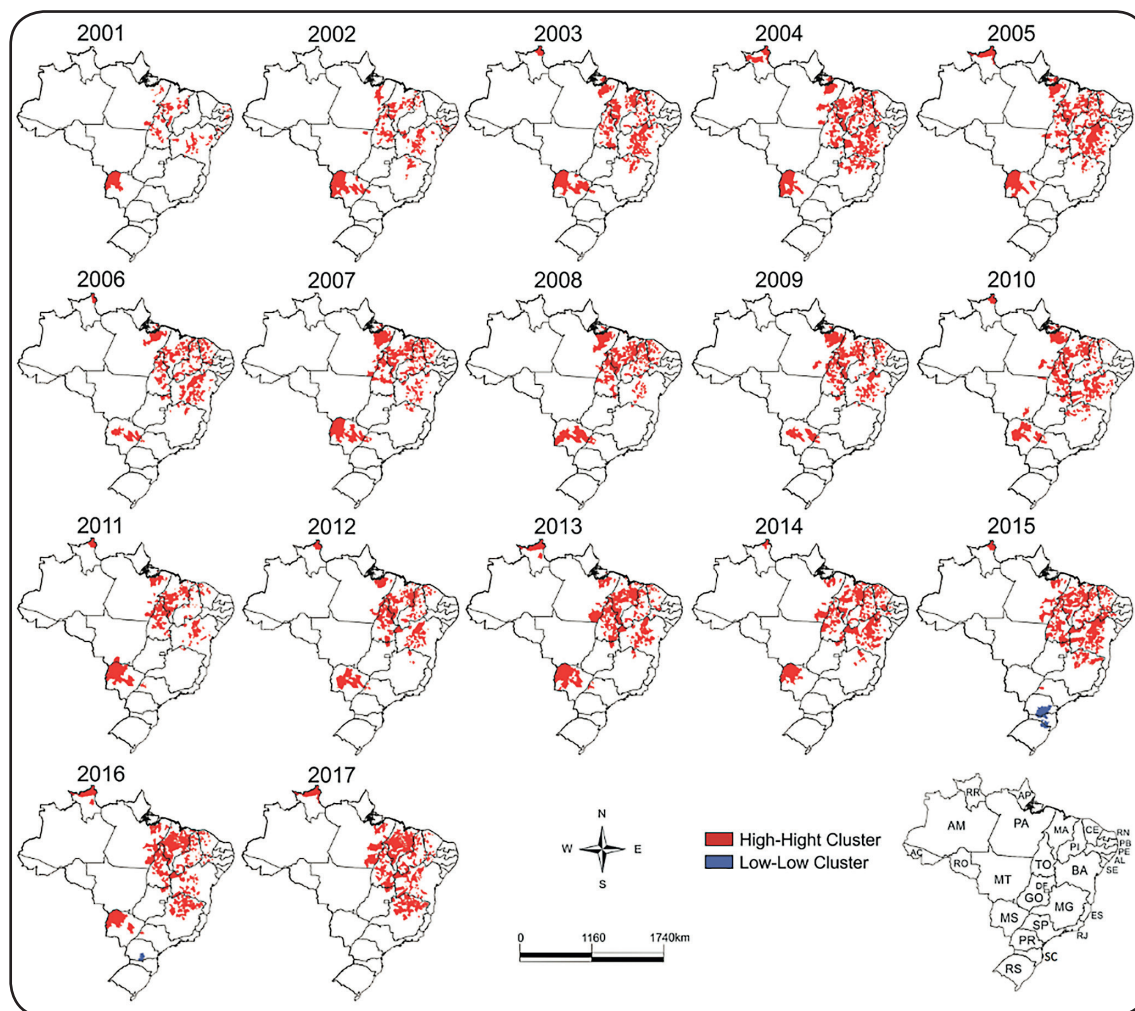 2001 2002 2003 2004 2005
2006 2007 2008 2009 2010
2011 2012 2013 2014 2015
2016 2017
N
W E
S
High-Hight Cluster
Low-Low Cluster
0 1160 1740km
RR AP
AM PA MA CE RN
PB
PI PE
AC TO AL
RO SE
BA
MT
DF
GO
MG
MS ES
SP
RJ
PR
SC
RS